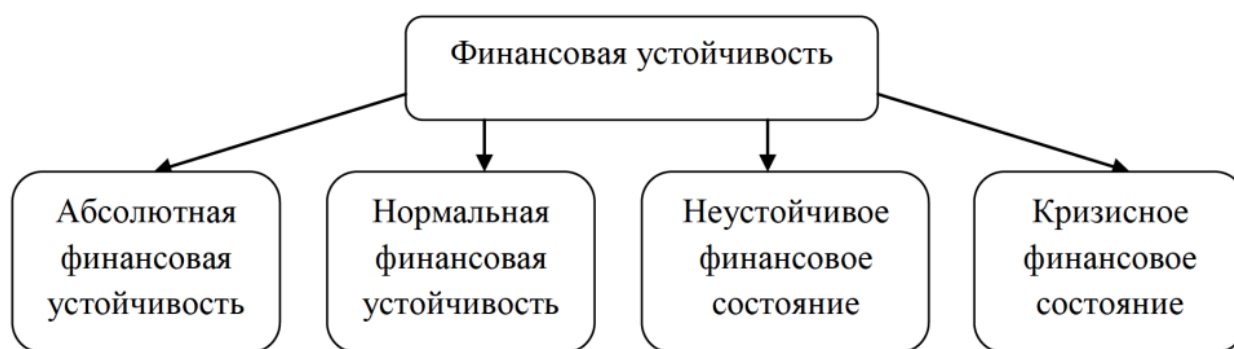 Финансовая устойчивость
Абсолютная
финансовая
устойчивость
Нормальная
финансовая
устойчивость
Неустойчивое
финансовое
состояние
Кризисное
финансовое
состояние